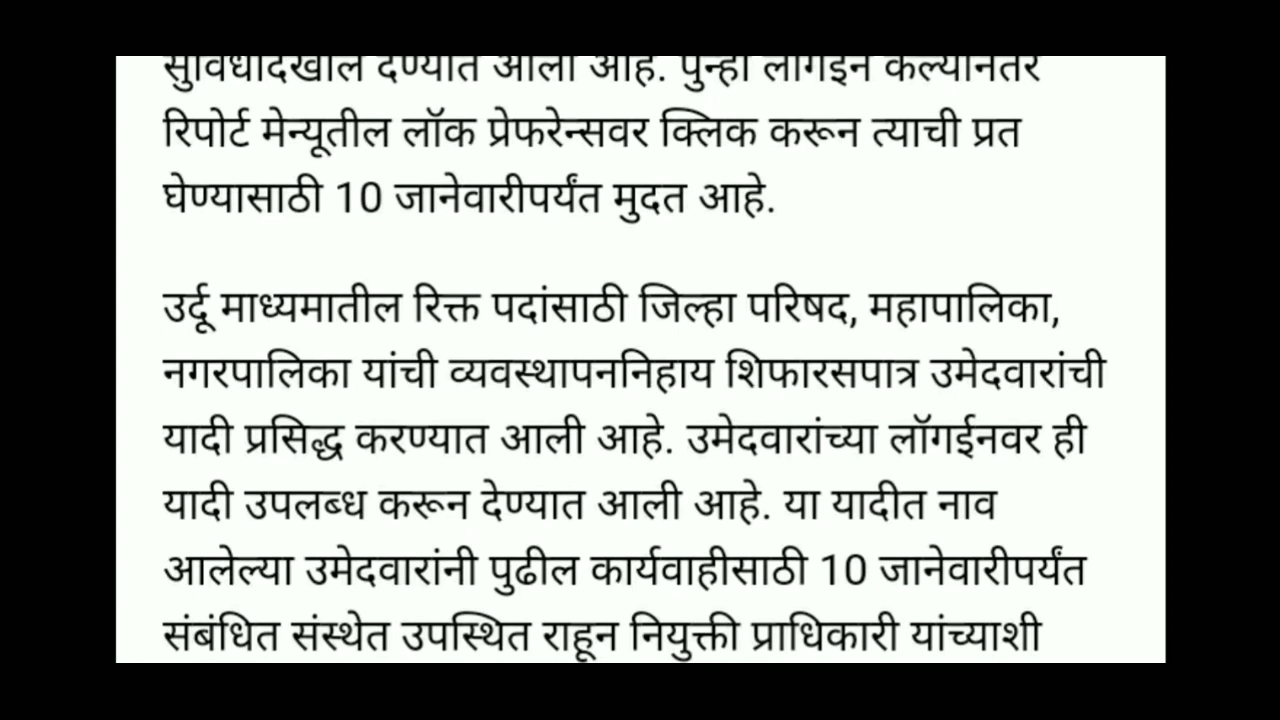 सुविधादेखील देण्यात आली आहे. पुन्हा लॉगईन केल्यानंतर
रिपोर्ट मेन्यूतील लॉक प्रेफरेन्सवर क्लिक करून त्याची प्रत
घेण्यासाठी 10 जानेवारीपर्यंत मुदत आहे.
उर्दू माध्यमातील रिक्त पदांसाठी जिल्हा परिषद, महापालिका,
नगरपालिका यांची व्यवस्थापननिहाय शिफारसपात्र उमेदवारांची
यादी प्रसिद्ध करण्यात आली आहे. उमेदवारांच्या लॉगईनवर ही
यादी उपलब्ध करून देण्यात आली आहे. या यादीत नाव
आलेल्या उमेदवारांनी पुढील कार्यवाहीसाठी 10 जानेवारीपर्यंत
संबंधित संस्थेत उपस्थित राहून नियुक्ती प्राधिकारी यांच्याशी